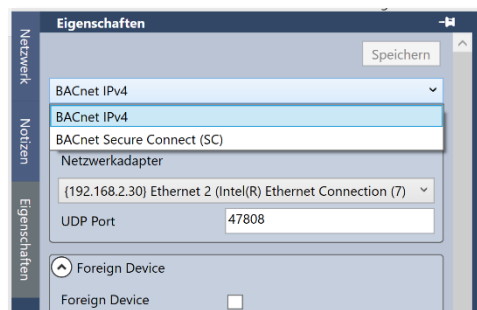 Eigenschaften
Netzwerk
Notizen
Eigenschaften
Speichern
BACnet IPv4
BACnet IPv4
BACnet Secure Connect (SC)
Netzwerkadapter
{192.168.2.30} Ethernet 2 (Intel(R) Ethernet Connection (7)
UDP Port 47808
Foreign Device
Foreign Device